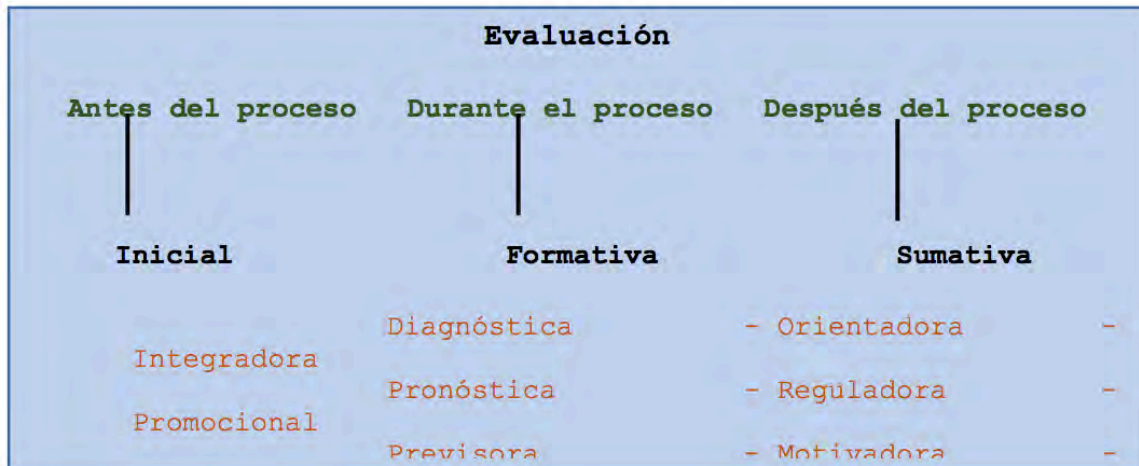 Evaluación
Antes del proceso Durante el proceso Después del proceso
Inicial Formativa Sumativa
Diagnóstica - Orientadora -
Integradora
Pronóstica - Reguladora -
Promocional
Previsora - Motivadora -